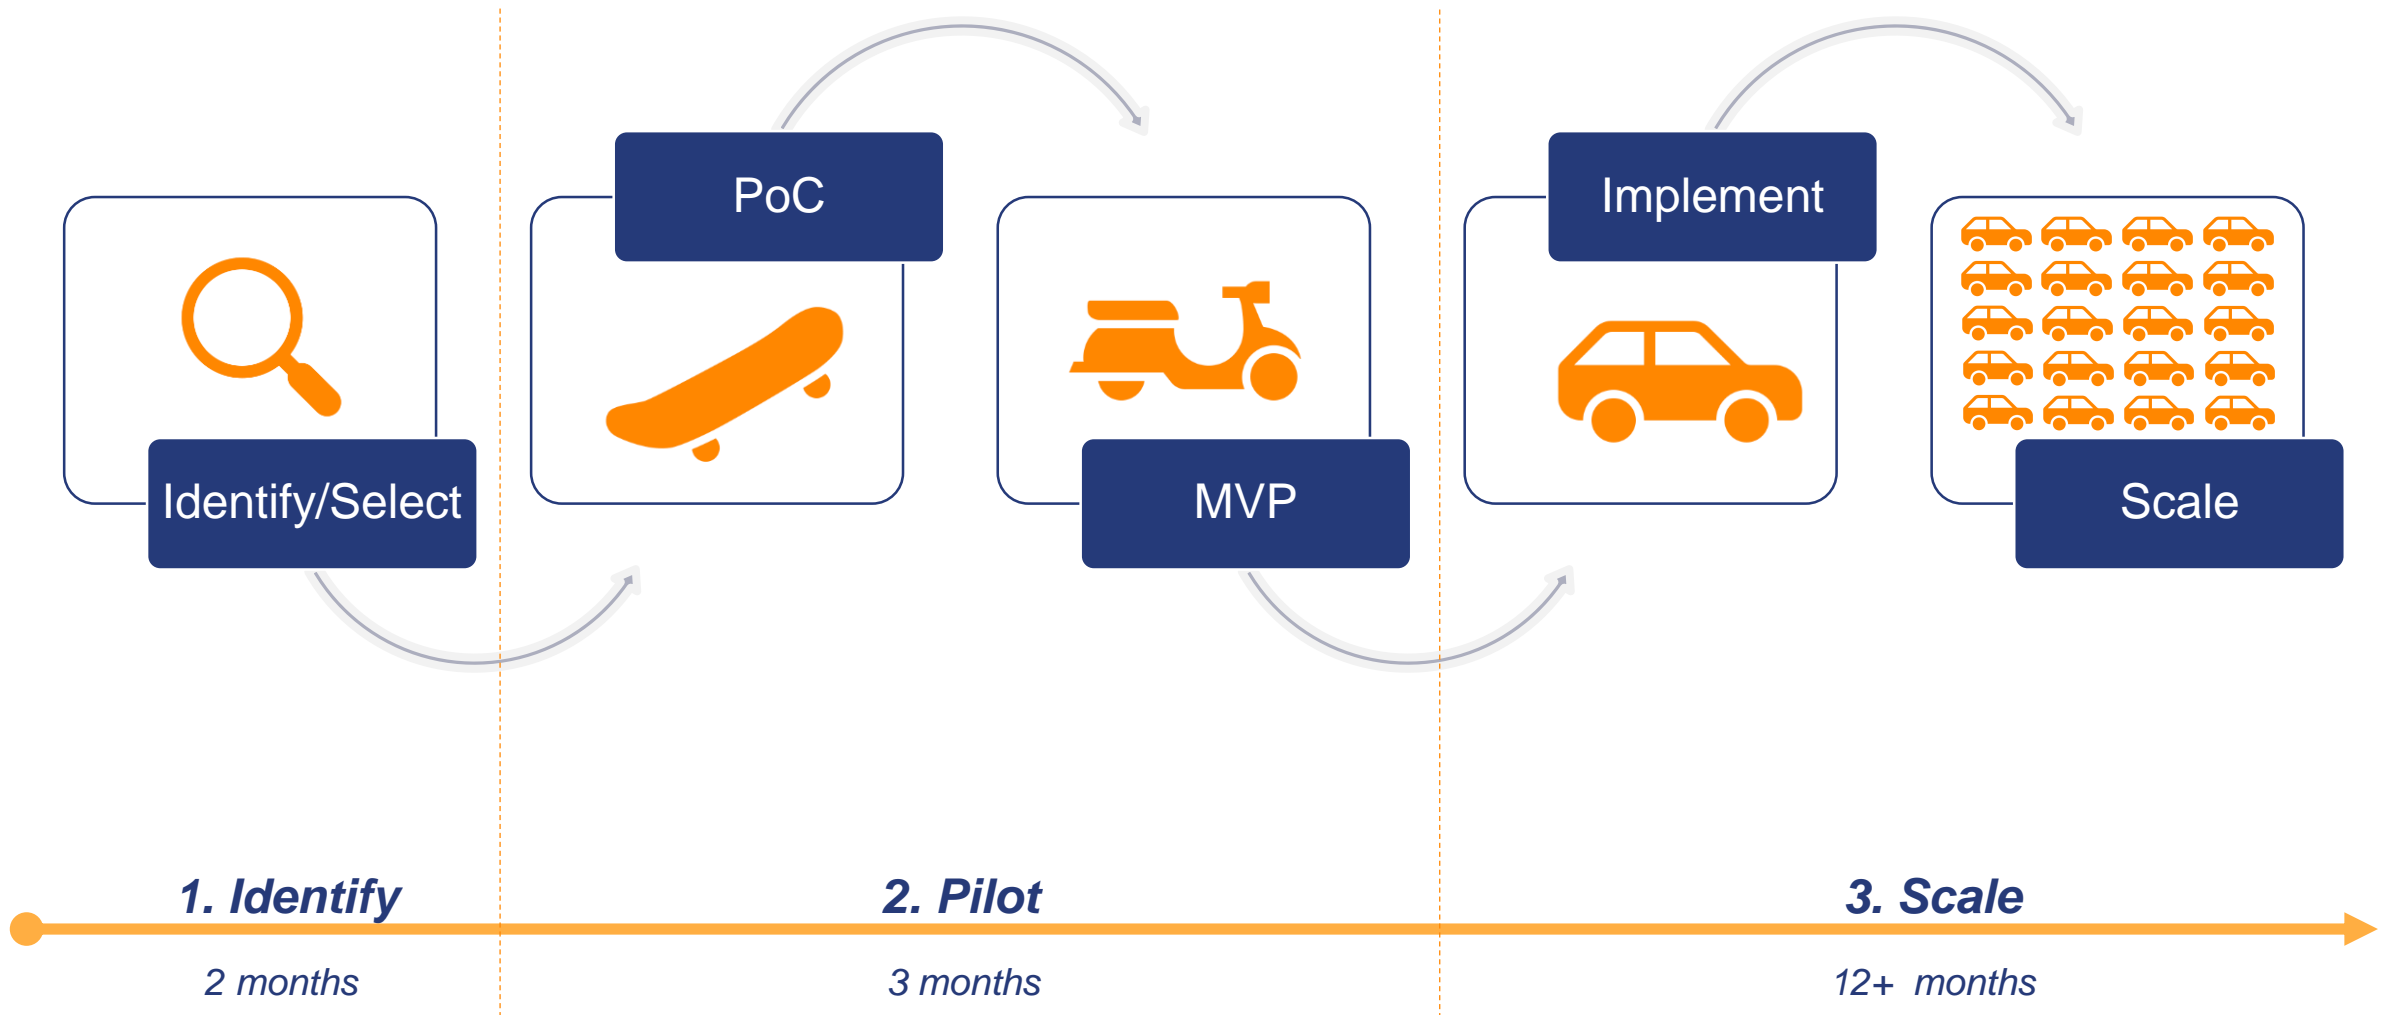 PoC
Implement
Identify/Select
MVP
Scale
1. Identify
2. Pilot
3. Scale
2 months
3 months
12+  months